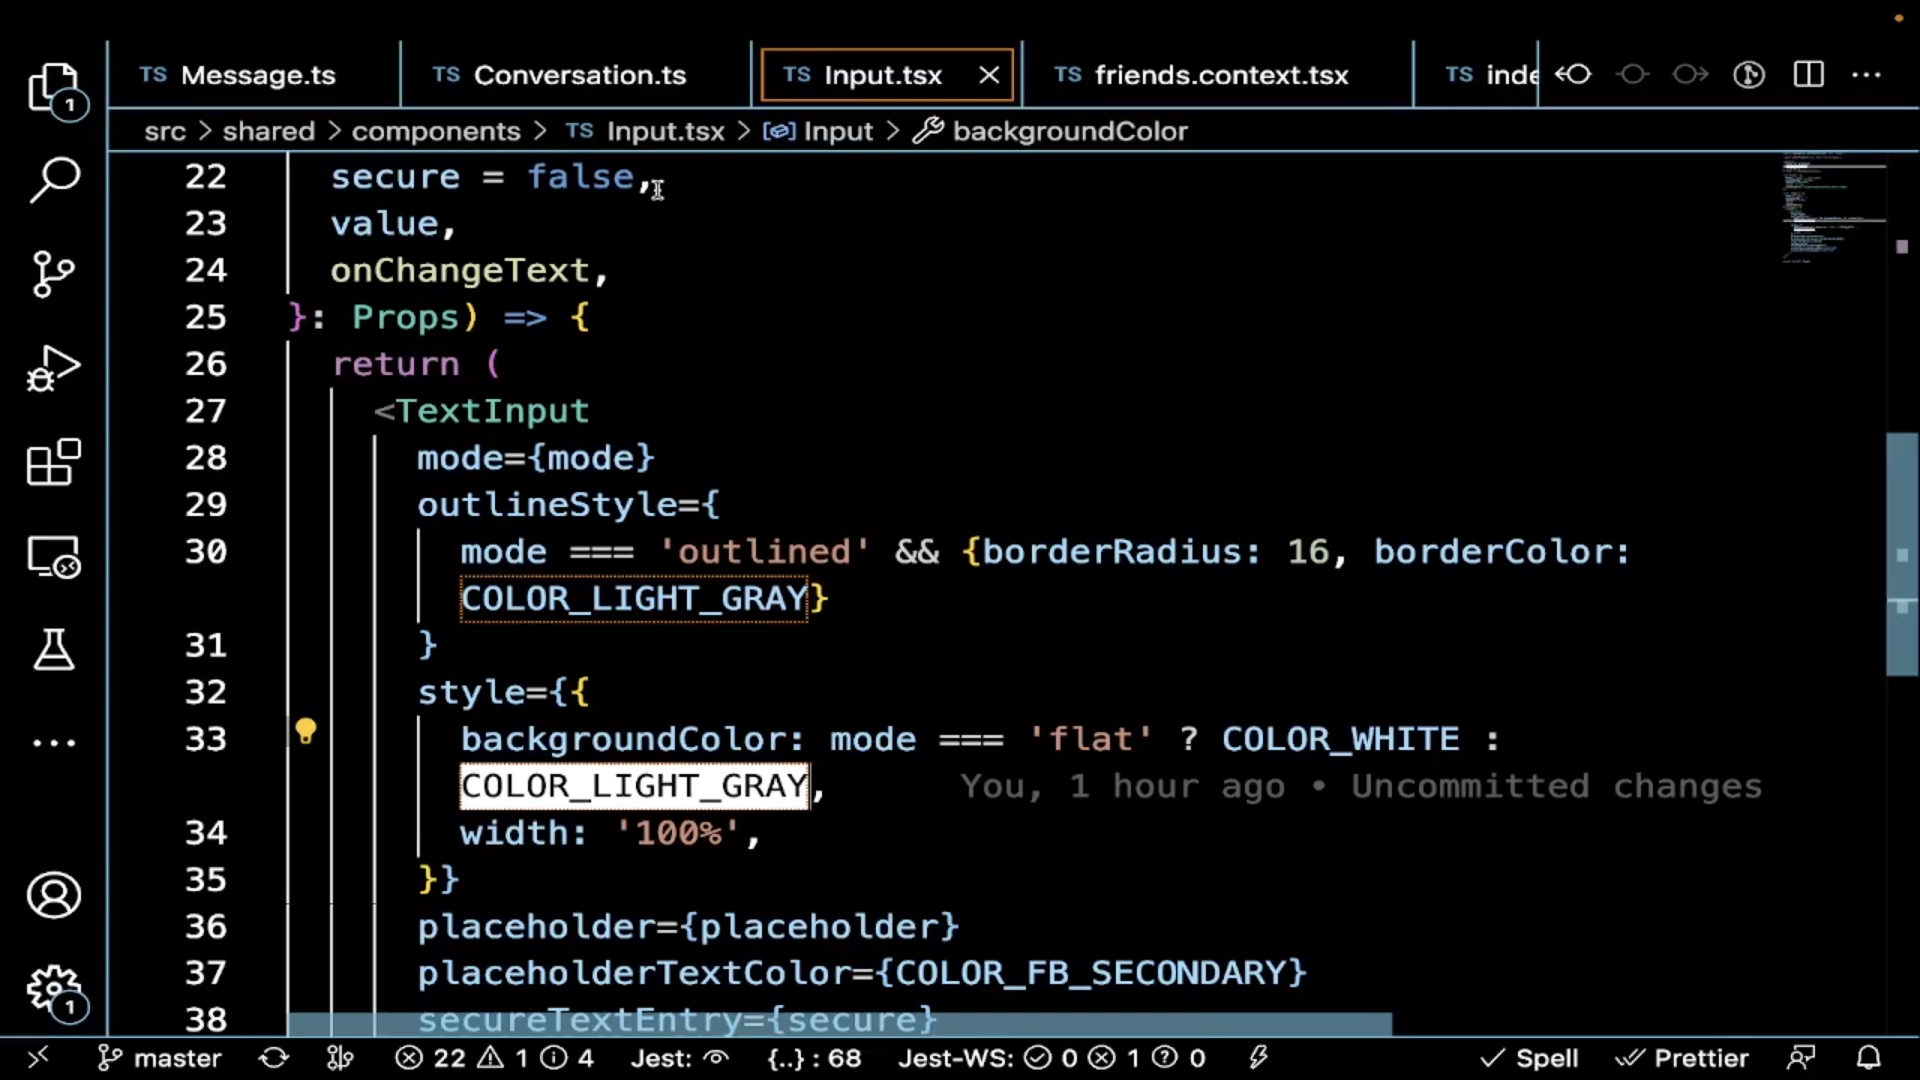 TS Message.ts TS Conversation.ts TS Input.tsx TS friends.context.tsx TS inde
src > shared > components > TS Input.tsx > Input > backgroundColor
22 secure = false,
23 value,
24 onChangeText,
25 }: Props) => {
26 return (
27 <TextInput
28 mode={mode}
29 outlineStyle={
30 mode === 'outlined' && {borderRadius: 16, borderColor:
COLOR_LIGHT_GRAY}
31 }
32 style={{
33 backgroundColor: mode === 'flat' ? COLOR_WHITE :
COLOR_LIGHT_GRAY, You, 1 hour ago • Uncommitted changes
34 width: '100%',
35 }}
36 placeholder={placeholder}
37 placeholderTextColor={COLOR_FB_SECONDARY}
38 secureTextEntry={secure}
1
1
master 22 1 4 Jest: {..} : 68 Jest-WS: 0 1 0 Spell Prettier